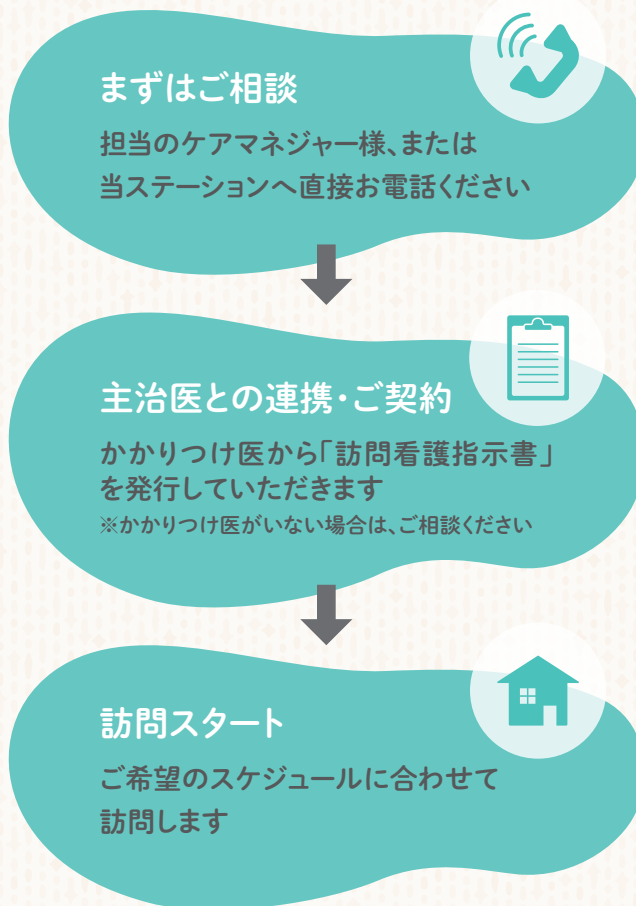 まずはご相談
担当のケアマネジャー様、または
当ステーションへ直接お電話ください
主治医との連携・ご契約
かかりつけ医から「訪問看護指示書」
を発行していただきます
※かかりつけ医がいない場合は、ご相談ください
訪問スタート
ご希望のスケジュールに合わせて
訪問します